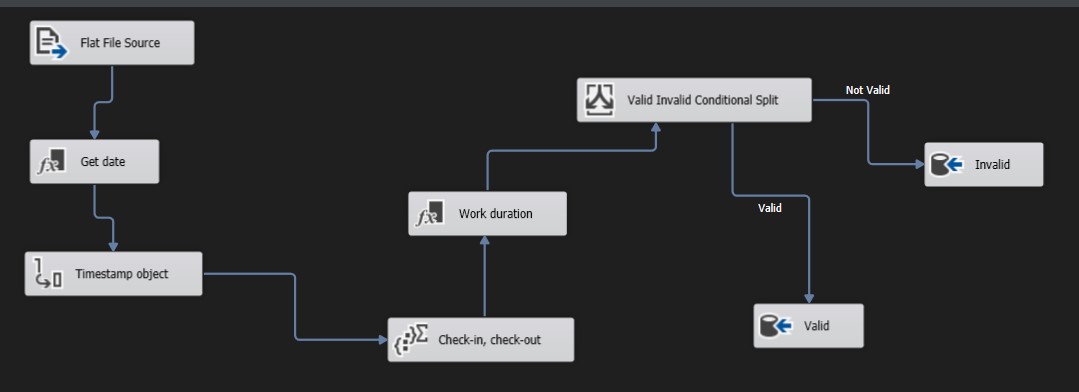 Flat File Source
Get date
Timestamp object
Check-in, check-out
Work duration
Valid Invalid Conditional Split
Not Valid
Invalid
Valid
Valid